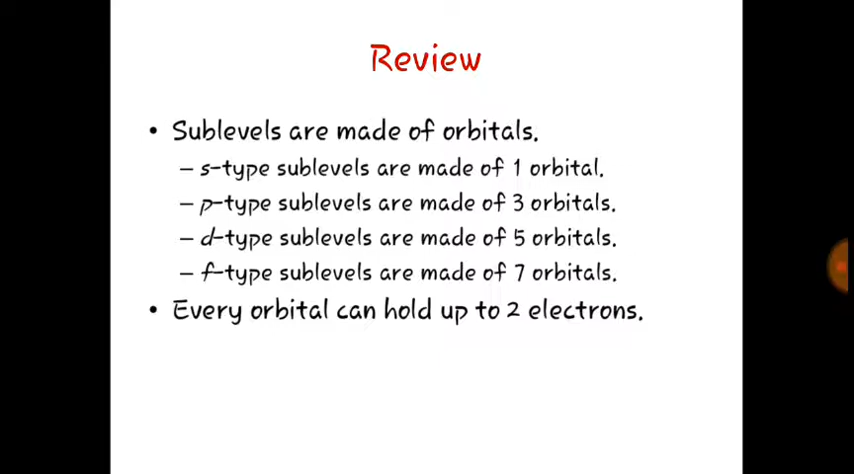 Review
• Sublevels are made of orbitals.
– s-type sublevels are made of 1 orbital.
– p-type sublevels are made of 3 orbitals.
– d-type sublevels are made of 5 orbitals.
– f-type sublevels are made of 7 orbitals.
• Every orbital can hold up to 2 electrons.